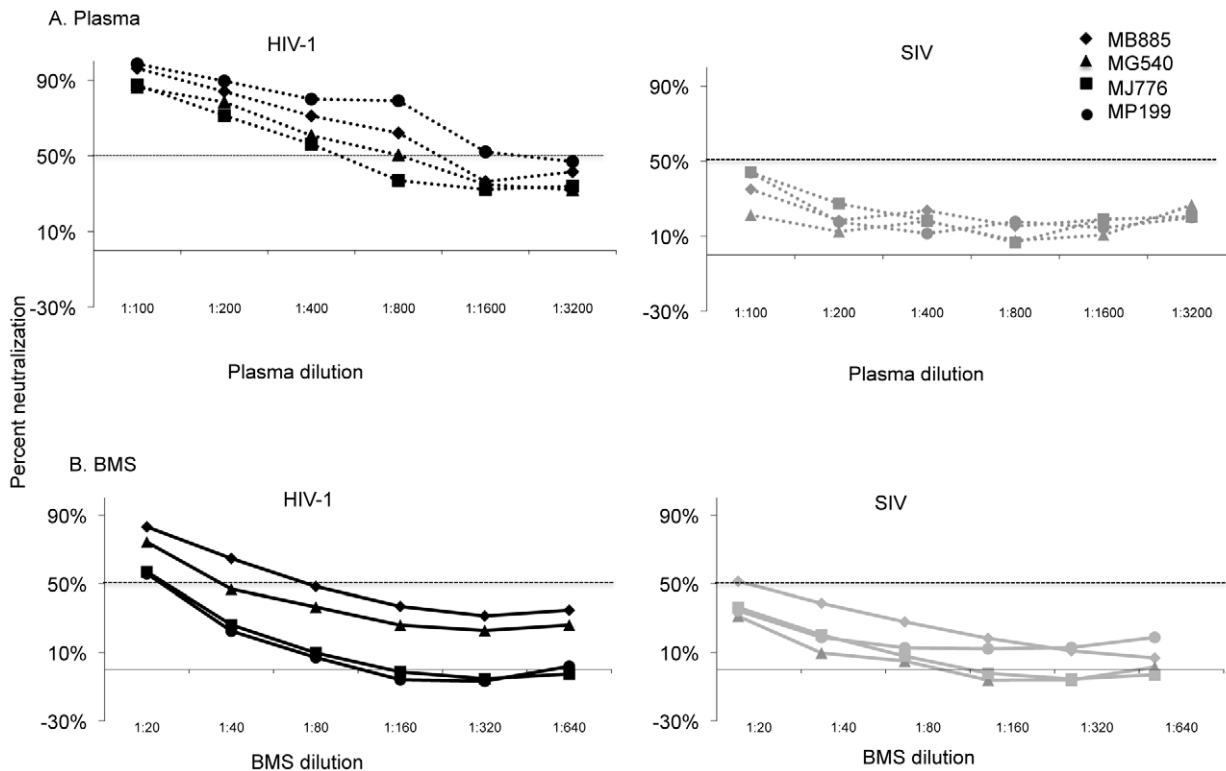 A. Plasma
HIV-1
90%
50%
10%
-30%
1:100 1:200 1:400 1:800 1:1600 1:3200
Plasma dilution
SIV
MB885
MG540
MJ776
MP199
90%
50%
10%
-30%
1:100 1:200 1:400 1:800 1:1600 1:3200
Plasma dilution
Percent neutralization
B. BMS
HIV-1
90%
50%
10%
-30%
1:20 1:40 1:80 1:160 1:320 1:640
BMS dilution
SIV
90%
50%
10%
-30%
1:20 1:40 1:80 1:160 1:320 1:640
BMS dilution